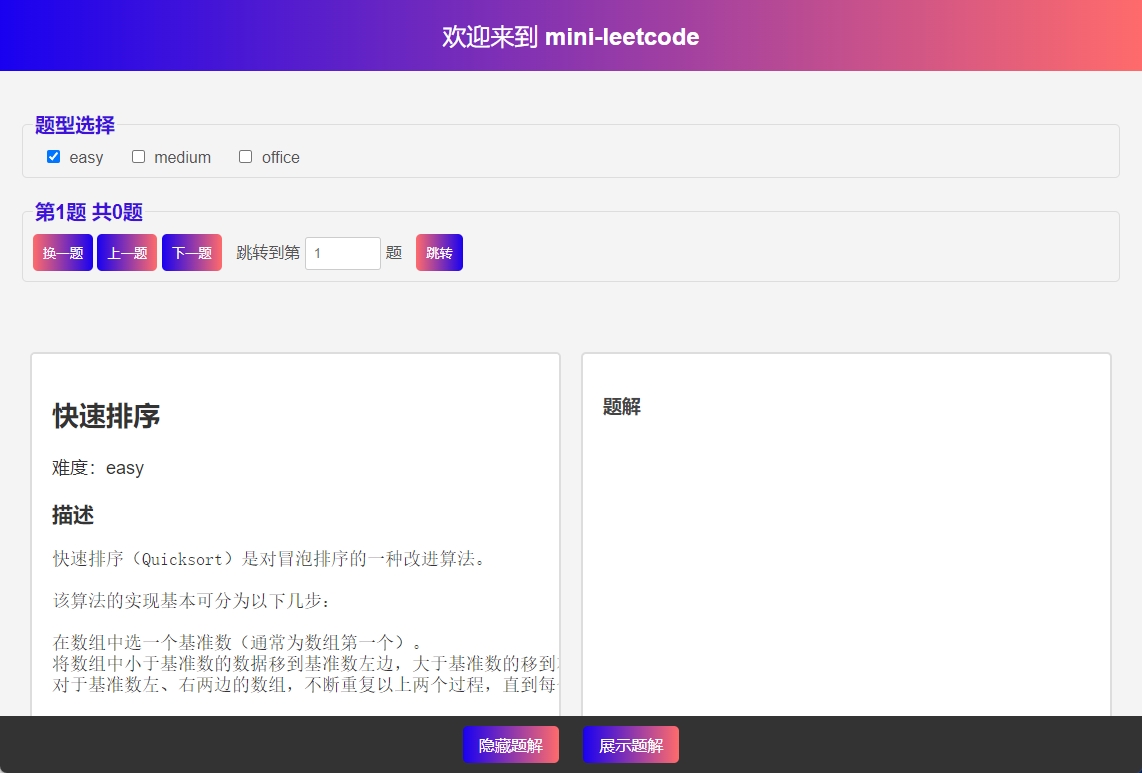 欢迎来到 mini-leetcode
题型选择
easy medium office
第1题 共0题
换一题 上一题 下一题 跳转到第 1 题 跳转
快速排序
难度：easy
描述
快速排序（Quicksort）是对冒泡排序的一种改进算法。
该算法的实现基本可分为以下几步：
在数组中选一个基准数（通常为数组第一个）。
将数组中小于基准数的数据移到基准数左边，大于基准数的移到
对于基准数左、右两边的数组，不断重复以上两个过程，直到每
题解
隐藏题解 展示题解